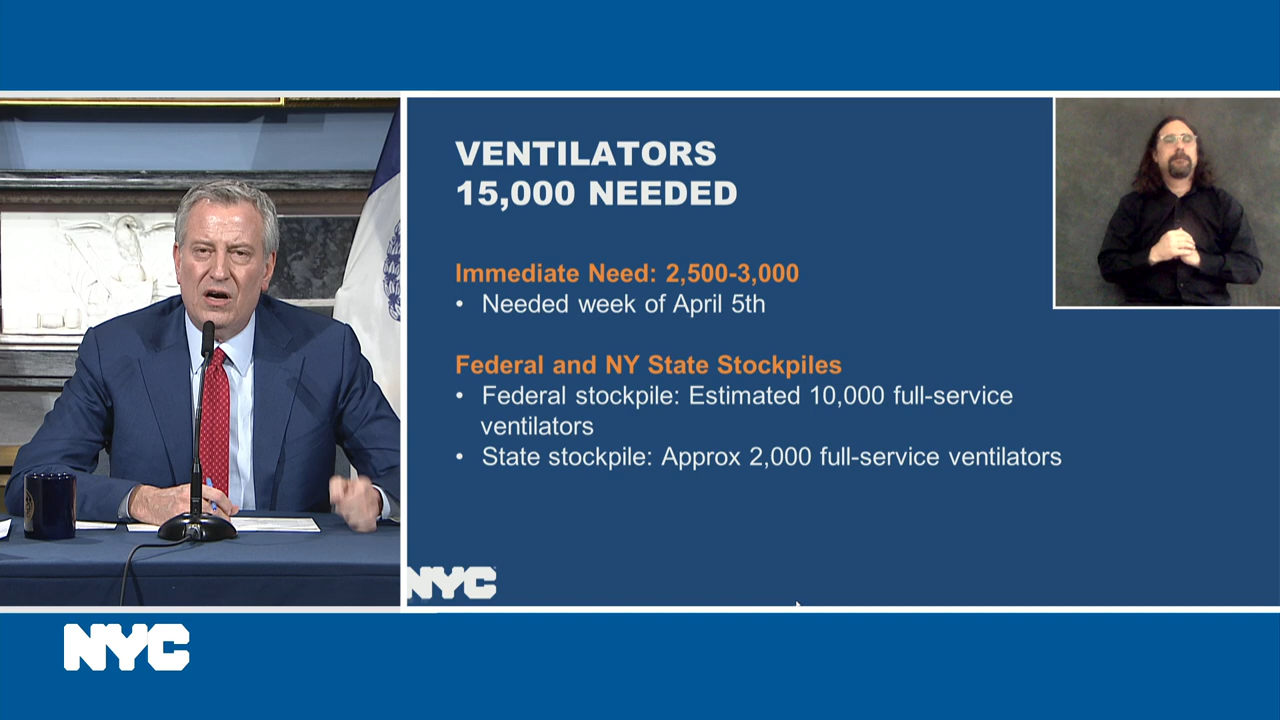 VENTILATORS
15,000 NEEDED
Immediate Need: 2,500-3,000
• Needed week of April 5th
Federal and NY State Stockpiles
• Federal stockpile: Estimated 10,000 full-service
ventilators
• State stockpile: Approx 2,000 full-service ventilators
NYC
NYC